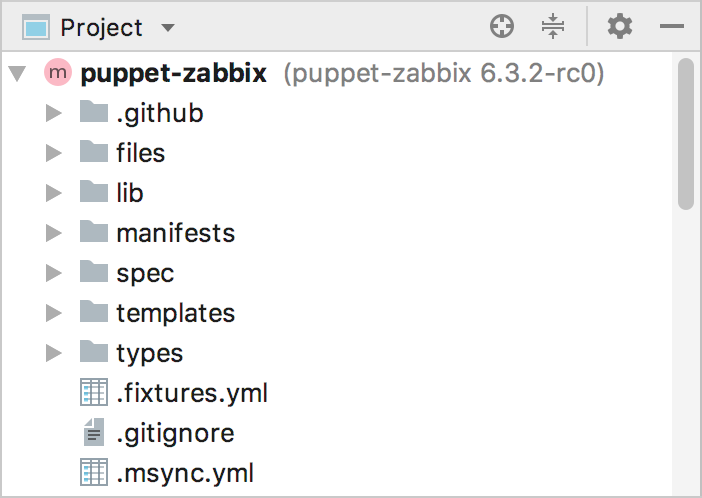 Project
m puppet-zabbix (puppet-zabbix 6.3.2-rc0)
.github
files
lib
manifests
spec
templates
types
.fixtures.yml
.gitignore
.msync.yml